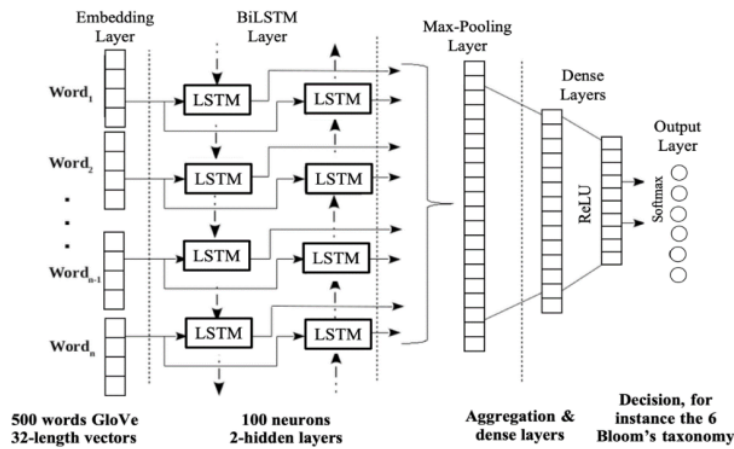 Embedding
Layer
BiLSTM
Layer
Max-Pooling
Layer
Dense
Layers
Output
Layer
Word1
LSTM
LSTM
Word2
LSTM
LSTM
Wordn-1
LSTM
LSTM
Wordn
LSTM
LSTM
ReLU
Softmax
500 words GloVe
32-length vectors
100 neurons
2-hidden layers
Aggregation &
dense layers
Decision, for
instance the 6
Bloom's taxonomy